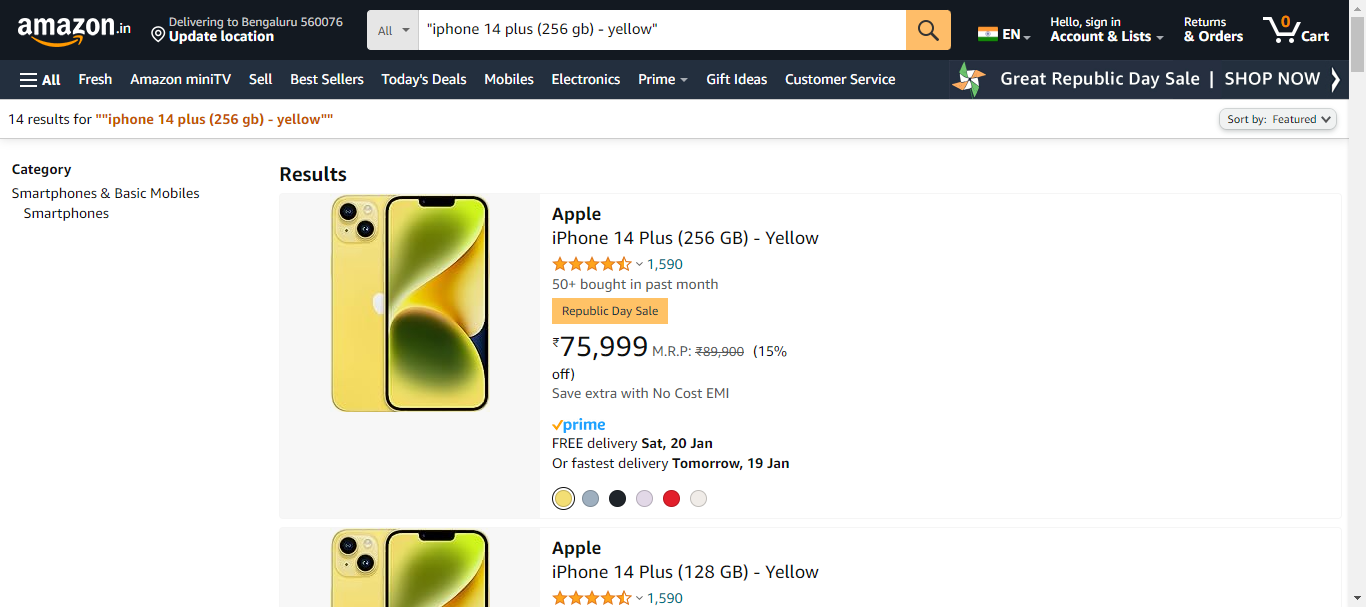 amazon.in
Delivering to Bengaluru 560076
Update location
All
"iphone 14 plus (256 gb) - yellow"
EN
Hello, sign in
Account & Lists
Returns
& Orders
0
Cart
All Fresh Amazon miniTV Sell Best Sellers Today's Deals Mobiles Electronics Prime Gift Ideas Customer Service
Great Republic Day Sale | SHOP NOW
14 results for ""iphone 14 plus (256 gb) - yellow""
Sort by: Featured
Category
Smartphones & Basic Mobiles
Smartphones
Results
Apple
iPhone 14 Plus (256 GB) - Yellow
1,590
50+ bought in past month
Republic Day Sale
₹75,999 M.R.P: ₹89,900 (15%
off)
Save extra with No Cost EMI
prime
FREE delivery Sat, 20 Jan
Or fastest delivery Tomorrow, 19 Jan
Apple
iPhone 14 Plus (128 GB) - Yellow
1,590